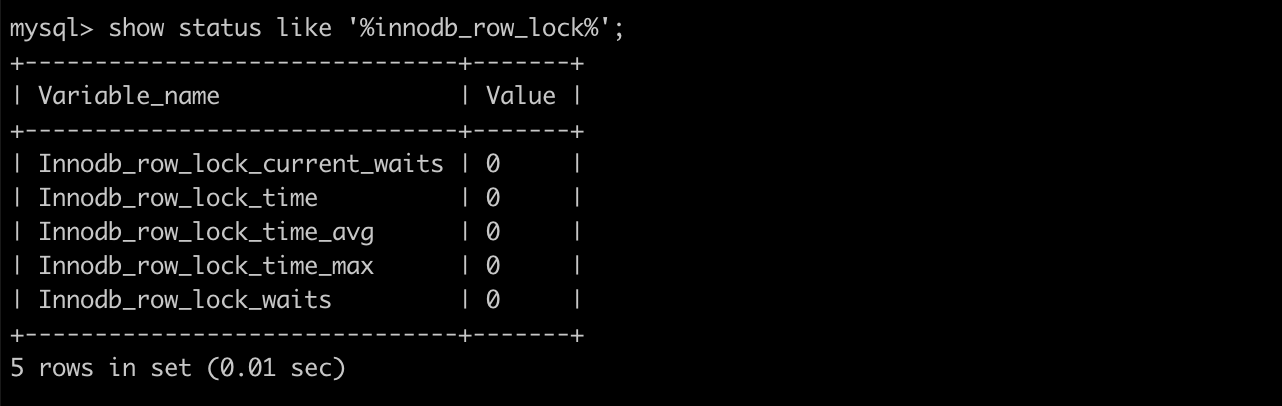 mysql> show status like '%innodb_row_lock%';
+-------------------------------+-------+
| Variable_name                 | Value |
+-------------------------------+-------+
| Innodb_row_lock_current_waits | 0     |
| Innodb_row_lock_time          | 0     |
| Innodb_row_lock_time_avg      | 0     |
| Innodb_row_lock_time_max      | 0     |
| Innodb_row_lock_waits         | 0     |
+-------------------------------+-------+
5 rows in set (0.01 sec)